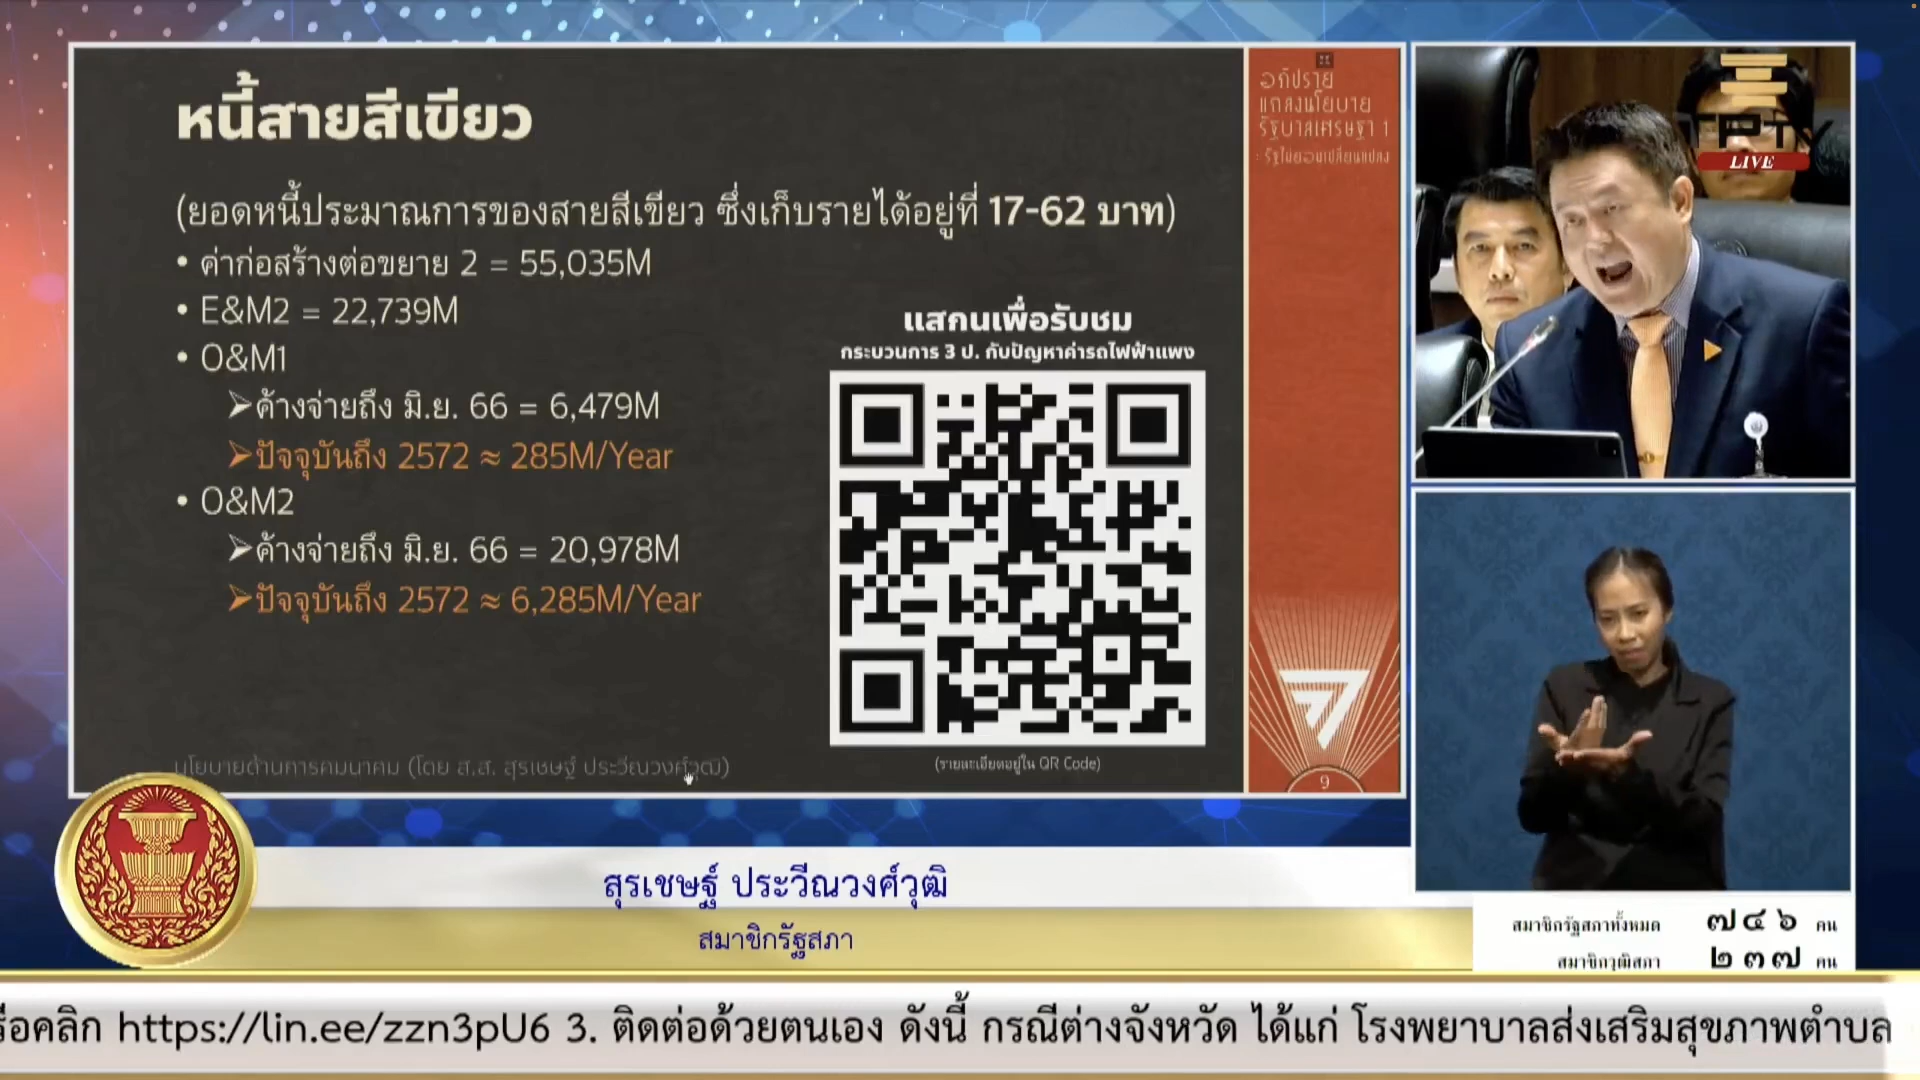 หนี้สายสีเขียว
(ยอดหนี้ประมาณการของสายสีเขียว ซึ่งเก็บรายได้อยู่ที่ 17-62 บาท)
• ค่าก่อสร้างต่อขยาย 2 = 55,035M
• E&M2 = 22,739M
• O&M1
➢ค้างจ่ายถึง มิ.ย. 66 = 6,479M
➢ปัจจุบันถึง 2572 ≈ 285M/Year
• O&M2
➢ค้างจ่ายถึง มิ.ย. 66 = 20,978M
➢ปัจจุบันถึง 2572 ≈ 6,285M/Year
แสกนเพื่อรับชม
กระบวนการ 3 ป. กับปัญหาค่ารถไฟฟ้าแพง
(รายละเอียดอยู่ใน QR Code)
นโยบายด้านการคมนาคม (โดย ส.ส. สุรเชษฐ์ ประวีณวงศ์วุฒิ)
อภิปราย
แถลงนโยบาย
รัฐบาลเศรษฐา 1
: รัฐไม่ยอมเปลี่ยนแปลง
9
TPTV
LIVE
สุรเชษฐ์ ประวีณวงศ์วุฒิ
สมาชิกรัฐสภา
สมาชิกรัฐสภาทั้งหมด ๗๔๖ คน
สมาชิกวุฒิสภา ๒๓๗ คน
รือคลิก https://lin.ee/zzn3pU6 3. ติดต่อด้วยตนเอง ดังนี้ กรณีต่างจังหวัด ได้แก่ โรงพยาบาลส่งเสริมสุขภาพตำบล